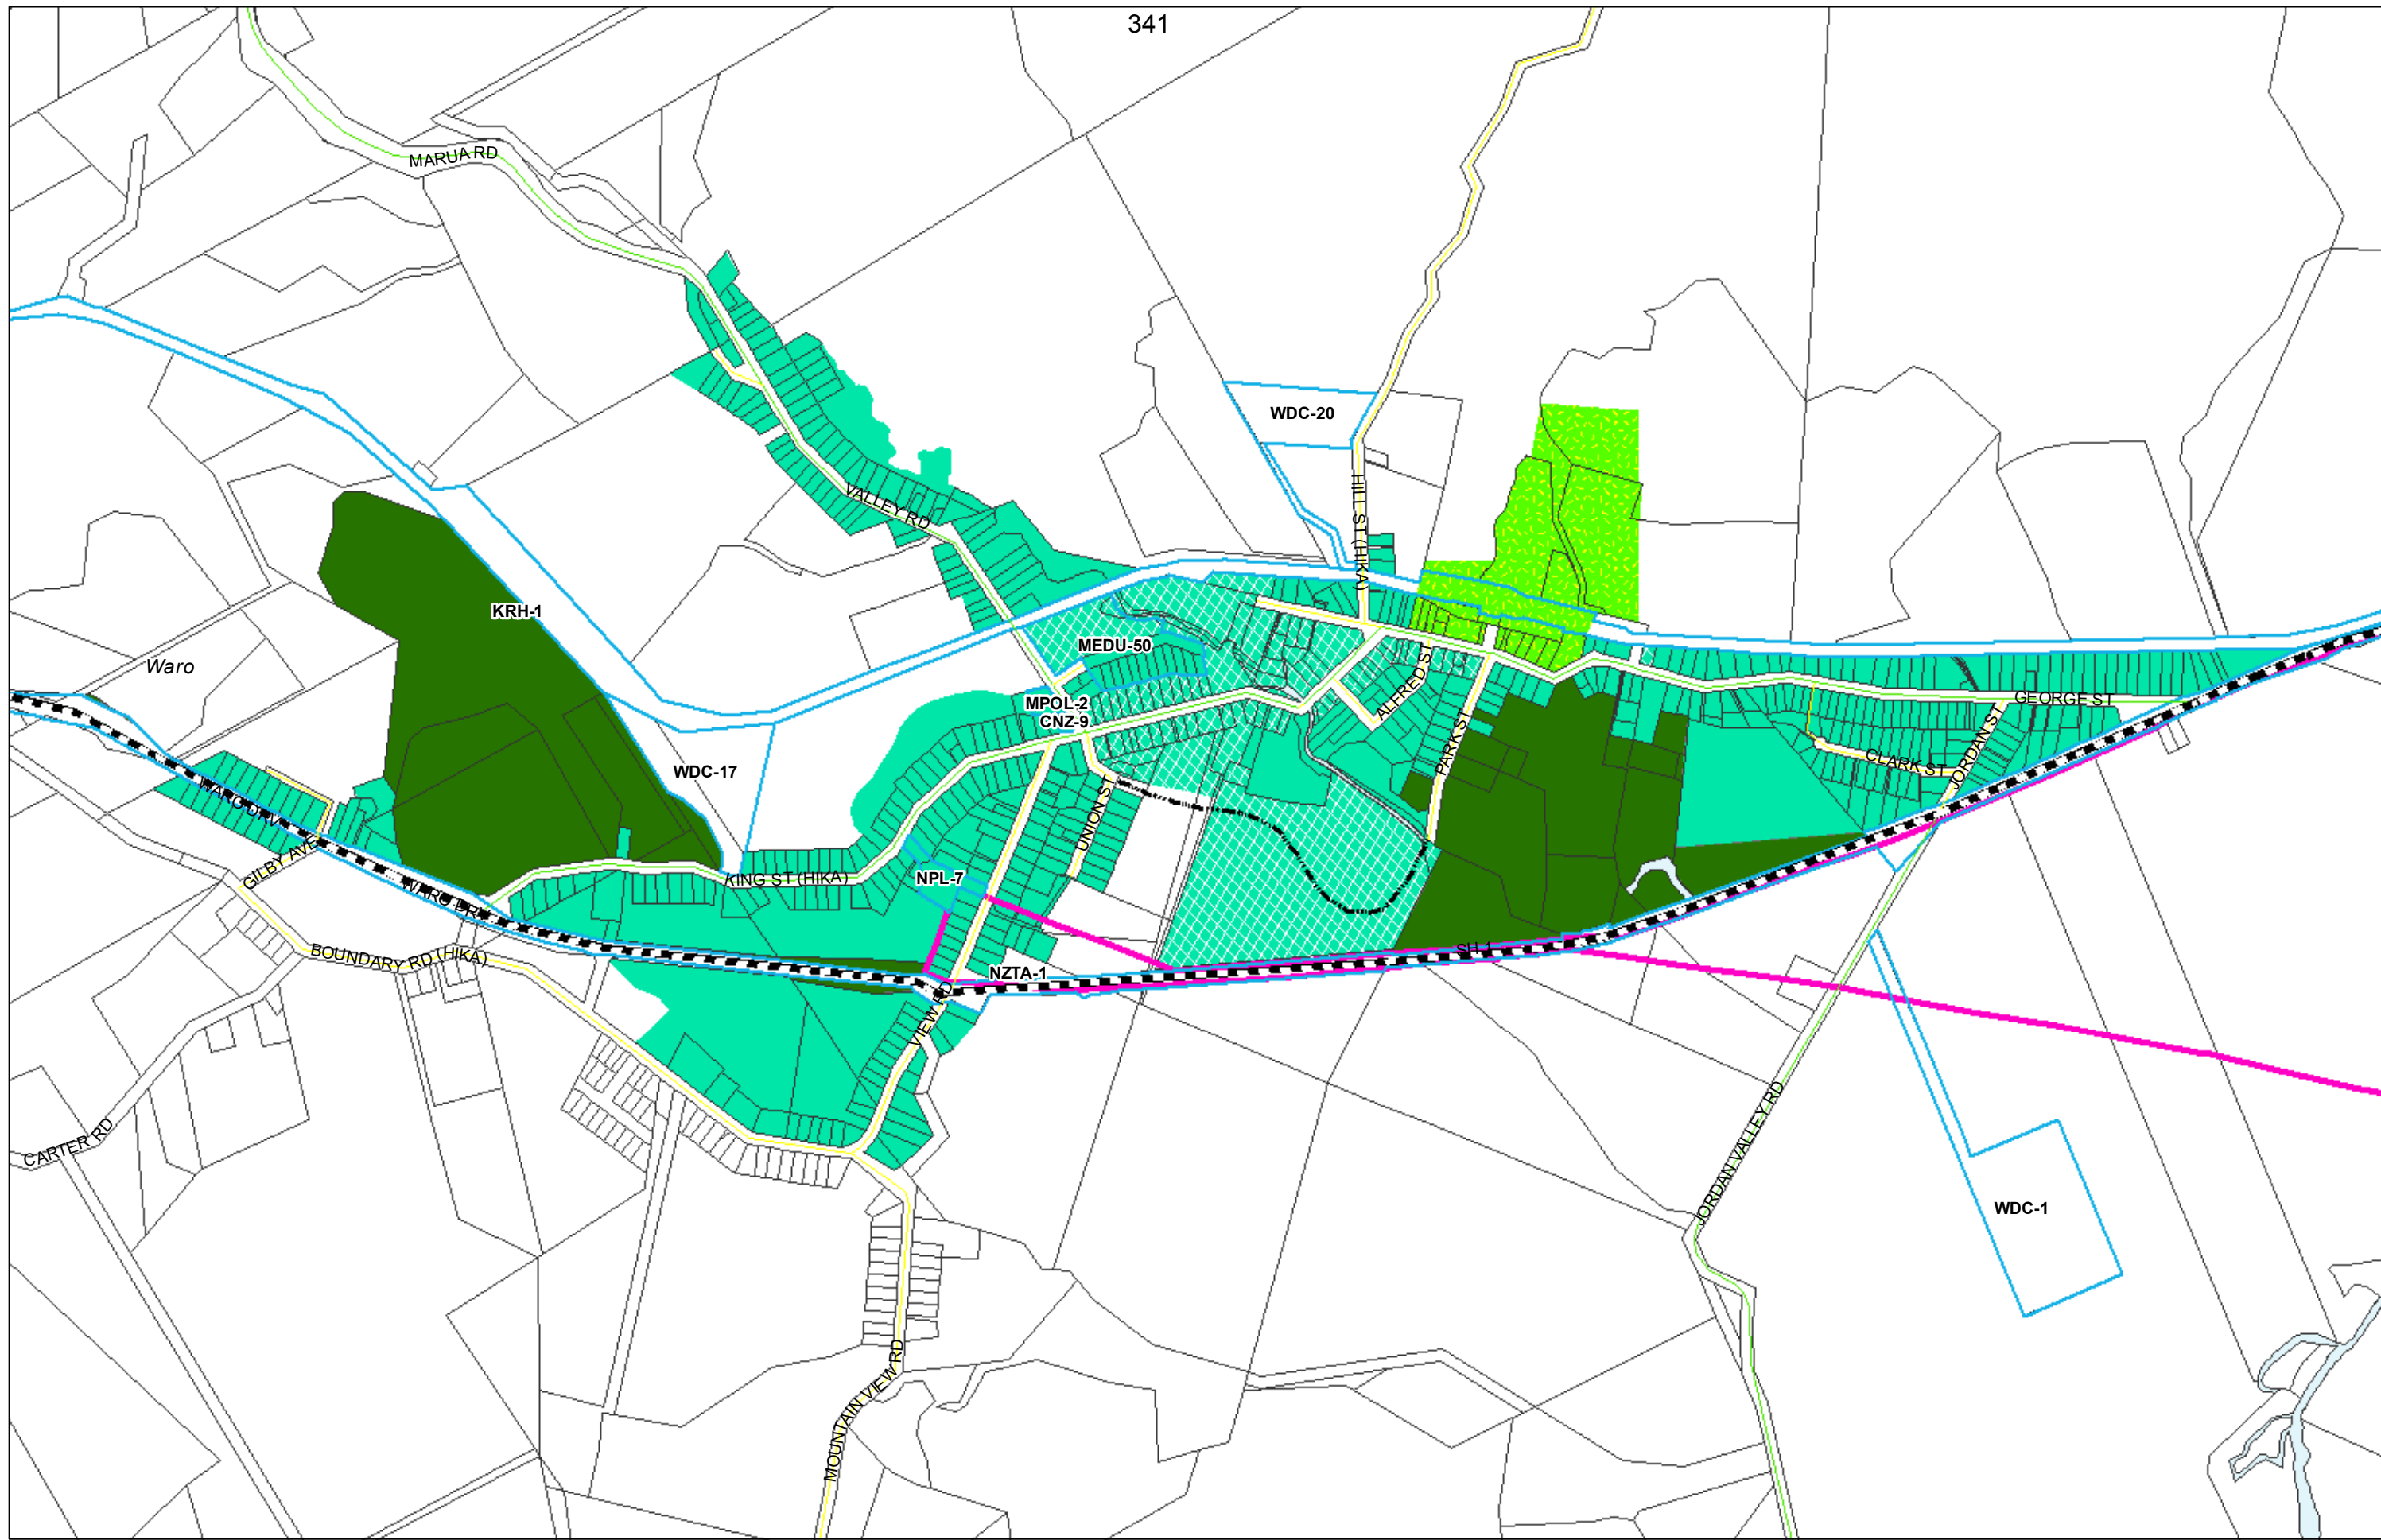 341
MARUA RD
WDC-20
VALLEY RD
HILL ST (HIKA)
KRH-1
MEDU-50
Waro
ALFRED ST
MPOL-2
CNZ-9
GEORGE ST
PARK ST
JORDAN ST
CLARK ST
WDC-17
WARO DRV
UNION ST
GILBY AVE
KING ST (HIKA)
NPL-7
WARO DRV
BOUNDARY RD (HIKA)
SH 1
NZTA-1
VIEW RD
CARTER RD
JORDAN VALLEY RD
WDC-1
MOUNTAIN VIEW RD